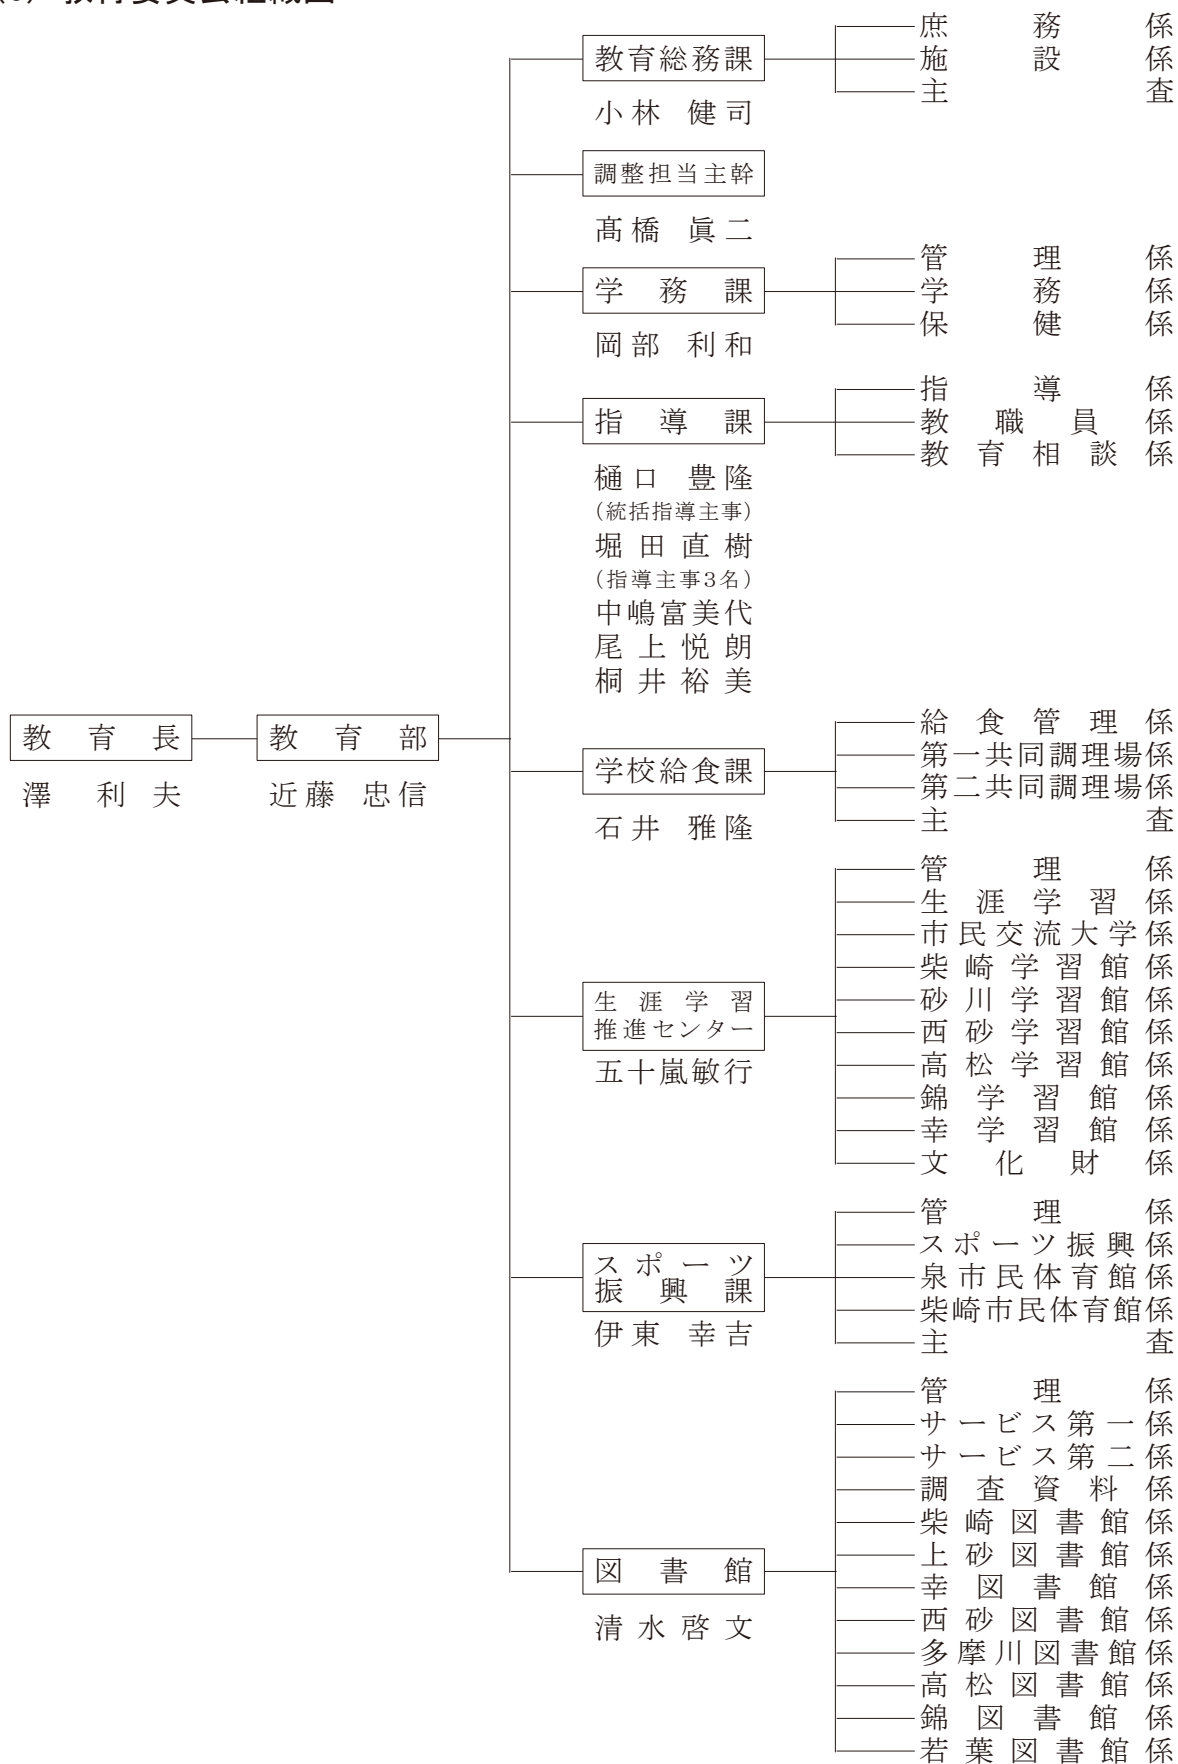 教育委員会組織図
教育長
澤利夫
教育部
近藤忠信
教育総務課
小林健司
庶務係
施設係
主査
調整担当主幹
髙橋眞二
学務課
岡部利和
管理係
学務係
保健係
指導課
樋口豊隆
(統括指導主事)
堀田直樹
(指導主事3名)
中嶋富美代
尾上悦朗
桐井裕美
指導係
教職員係
教育相談係
学校給食課
石井雅隆
給食管理係
第一共同調理場係
第二共同調理場係
主査
生涯学習
推進センター
五十嵐敏行
管理係
生涯学習係
市民交流大学係
柴崎学習館係
砂川学習館係
西砂学習館係
高松学習館係
錦学習館係
幸学習館係
文化財係
スポーツ
振興課
伊東幸吉
管理係
スポーツ振興係
泉市民体育館係
柴崎市民体育館係
主査
図書館
清水啓文
管理係
サービス第一係
サービス第二係
調査資料係
柴崎図書館係
上砂図書館係
幸図書館係
西砂図書館係
多摩川図書館係
高松図書館係
錦図書館係
若葉図書館係